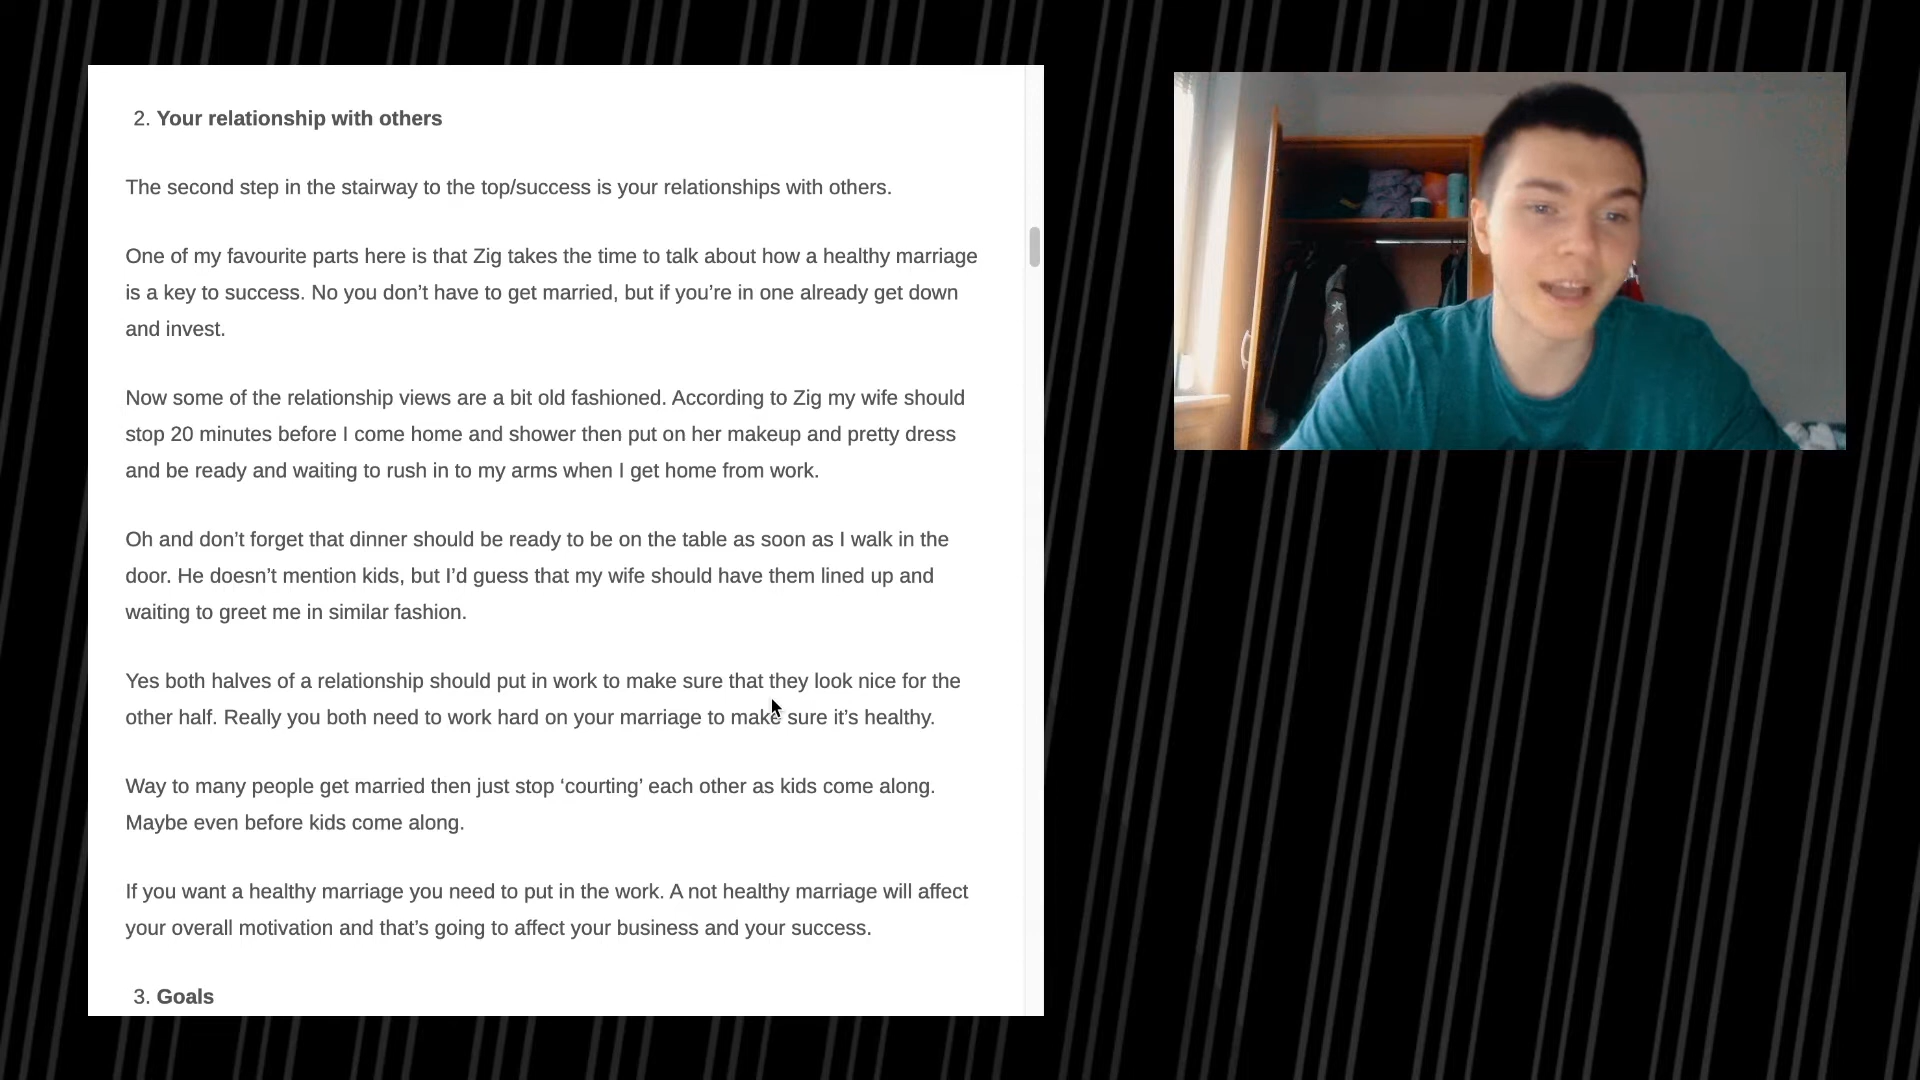 2. Your relationship with others
The second step in the stairway to the top/success is your relationships with others.
One of my favourite parts here is that Zig takes the time to talk about how a healthy marriage
is a key to success. No you don’t have to get married, but if you’re in one already get down
and invest.
Now some of the relationship views are a bit old fashioned. According to Zig my wife should
stop 20 minutes before I come home and shower then put on her makeup and pretty dress
and be ready and waiting to rush in to my arms when I get home from work.
Oh and don’t forget that dinner should be ready to be on the table as soon as I walk in the
door. He doesn’t mention kids, but I’d guess that my wife should have them lined up and
waiting to greet me in similar fashion.
Yes both halves of a relationship should put in work to make sure that they look nice for the
other half. Really you both need to work hard on your marriage to make sure it’s healthy.
Way to many people get married then just stop ‘courting’ each other as kids come along.
Maybe even before kids come along.
If you want a healthy marriage you need to put in the work. A not healthy marriage will affect
your overall motivation and that’s going to affect your business and your success.
3. Goals